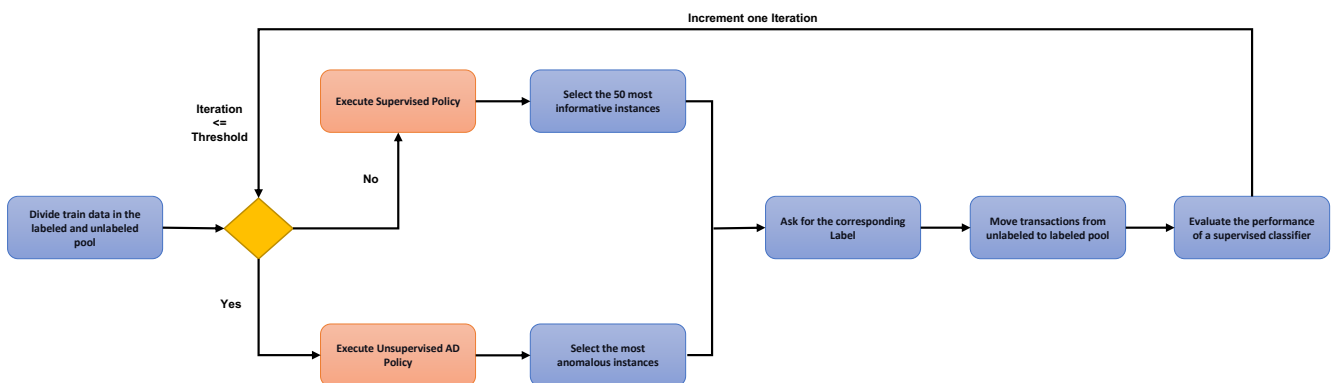 Increment one Iteration
Iteration
<=
Threshold
Execute Supervised Policy
Select the 50 most
informative instances
No
Divide train data in the
labeled and unlabeled
pool
Ask for the corresponding
Label
Move transactions from
unlabeled to labeled pool
Evaluate the performance
of a supervised classifier
Yes
Execute Unsupervised AD
Policy
Select the most
anomalous instances